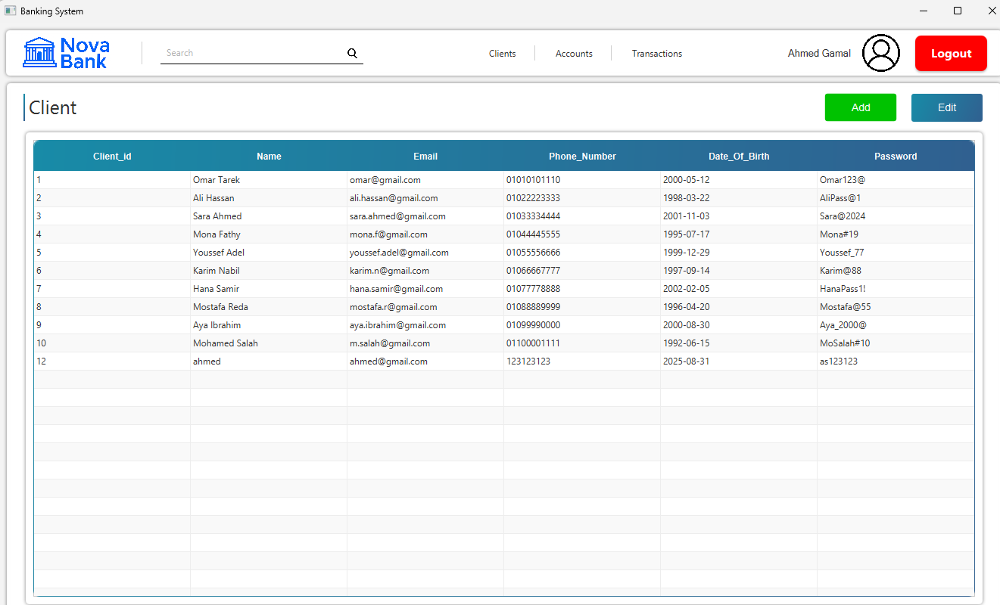 Banking System
Nova Bank
Search
Clients Accounts Transactions
Ahmed Gamal
Logout
Client
Add Edit
Client_id Name Email Phone_Number Date_Of_Birth Password
1 Omar Tarek omar@gmail.com 01010101110 2000-05-12 Omar123@
2 Ali Hassan ali.hassan@gmail.com 01022223333 1998-03-22 AliPass@1
3 Sara Ahmed sara.ahmed@gmail.com 01033334444 2001-11-03 Sara@2024
4 Mona Fathy mona.f@gmail.com 01044445555 1995-07-17 Mona#19
5 Youssef Adel youssef.adel@gmail.com 01055556666 1999-12-29 Youssef_77
6 Karim Nabil karim.n@gmail.com 01066667777 1997-09-14 Karim@88
7 Hana Samir hana.samir@gmail.com 01077778888 2002-02-05 HanaPass1!
8 Mostafa Reda mostafa.r@gmail.com 01088889999 1996-04-20 Mostafa@55
9 Aya Ibrahim aya.ibrahim@gmail.com 01099990000 2000-08-30 Aya_2000@
10 Mohamed Salah m.salah@gmail.com 01100001111 1992-06-15 MoSalah#10
12 ahmed ahmed@gmail.com 123123123 2025-08-31 as123123